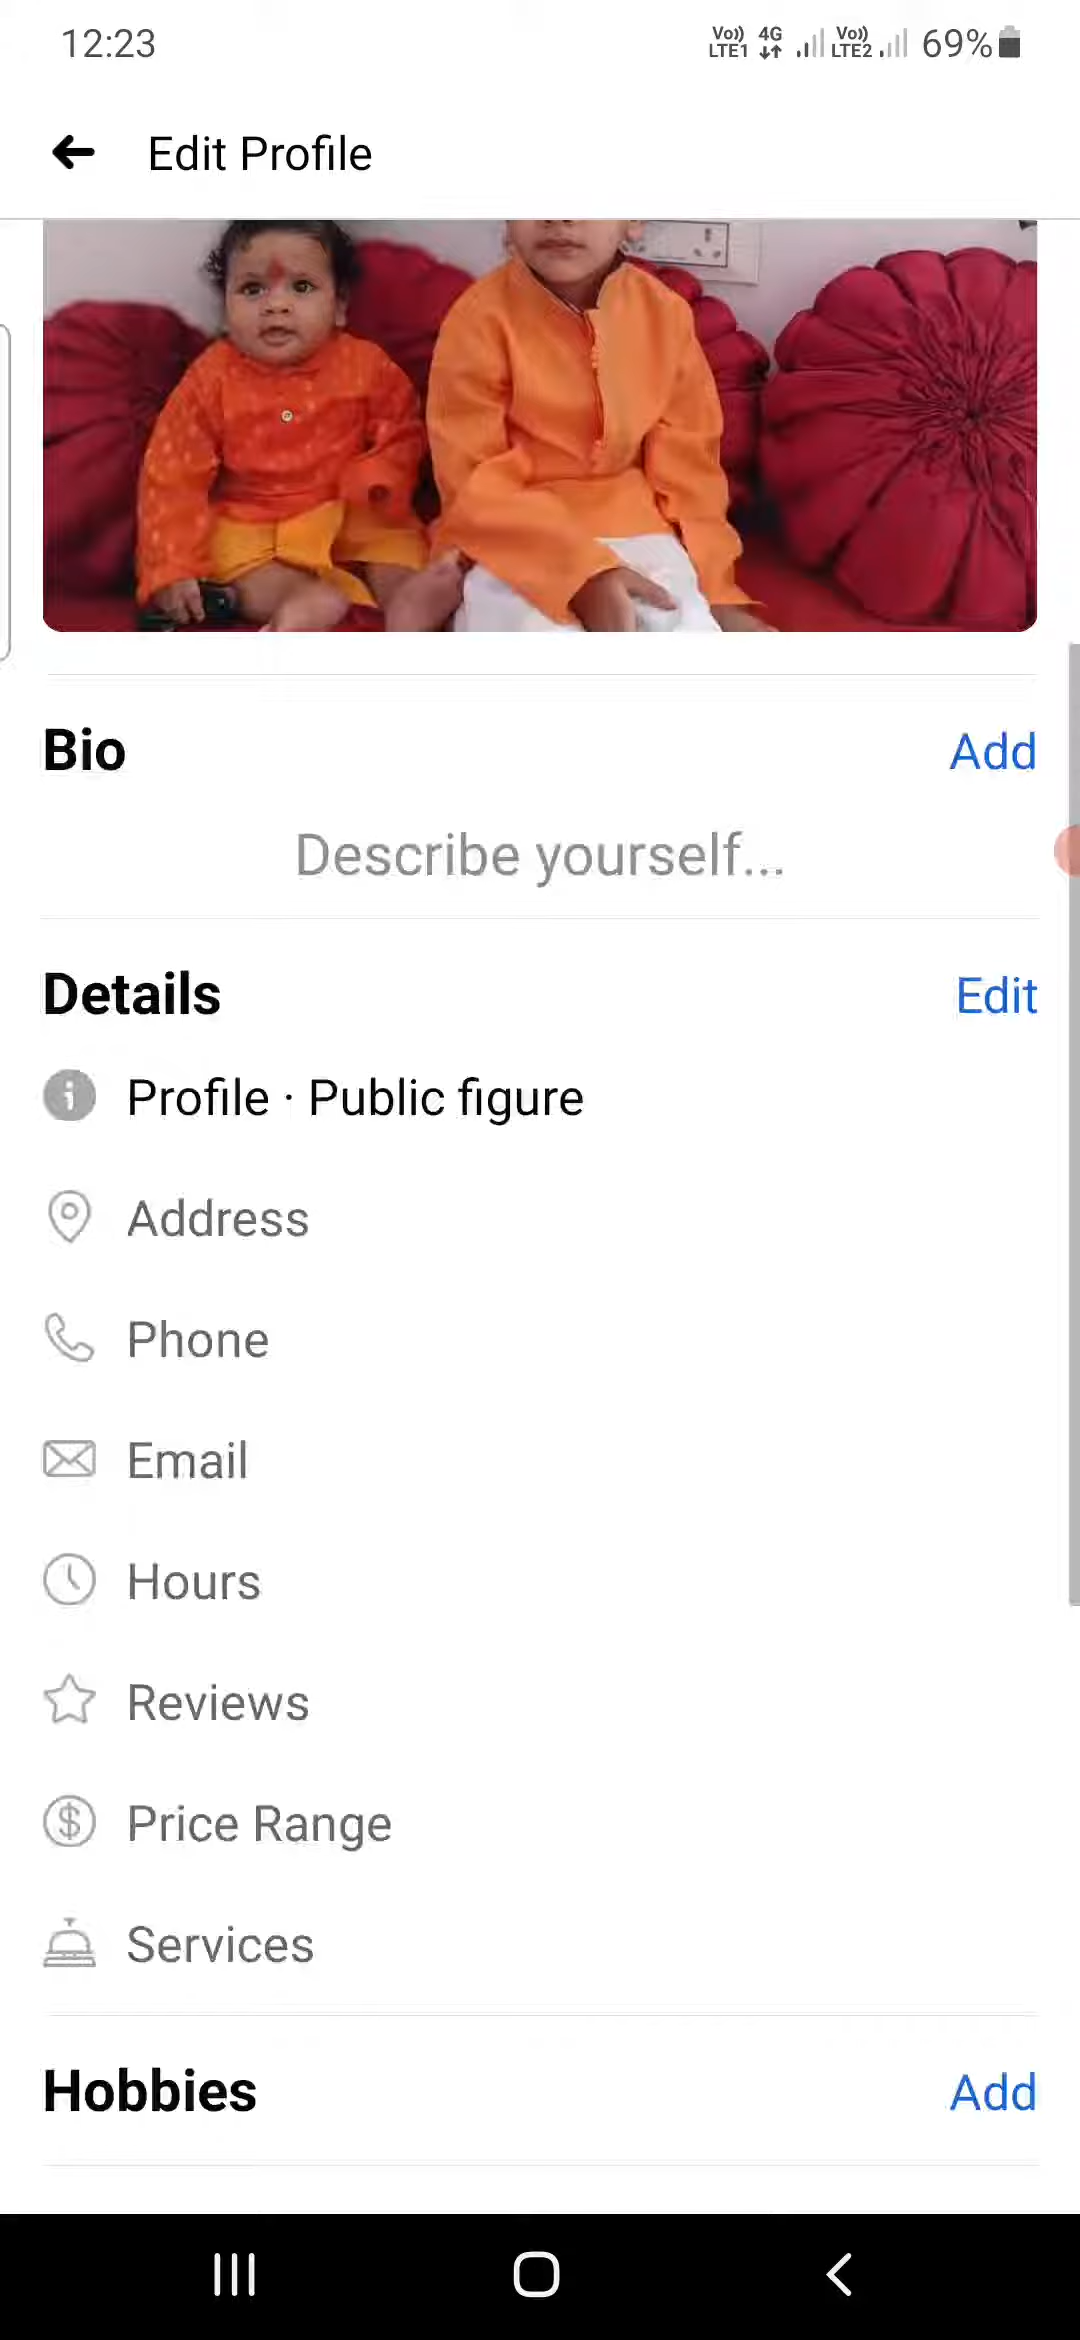 12:23
Vo)) LTE1 4G Vo)) LTE2 69%
Edit Profile
Bio
Add
Describe yourself...
Details
Edit
Profile · Public figure
Address
Phone
Email
Hours
Reviews
Price Range
Services
Hobbies
Add